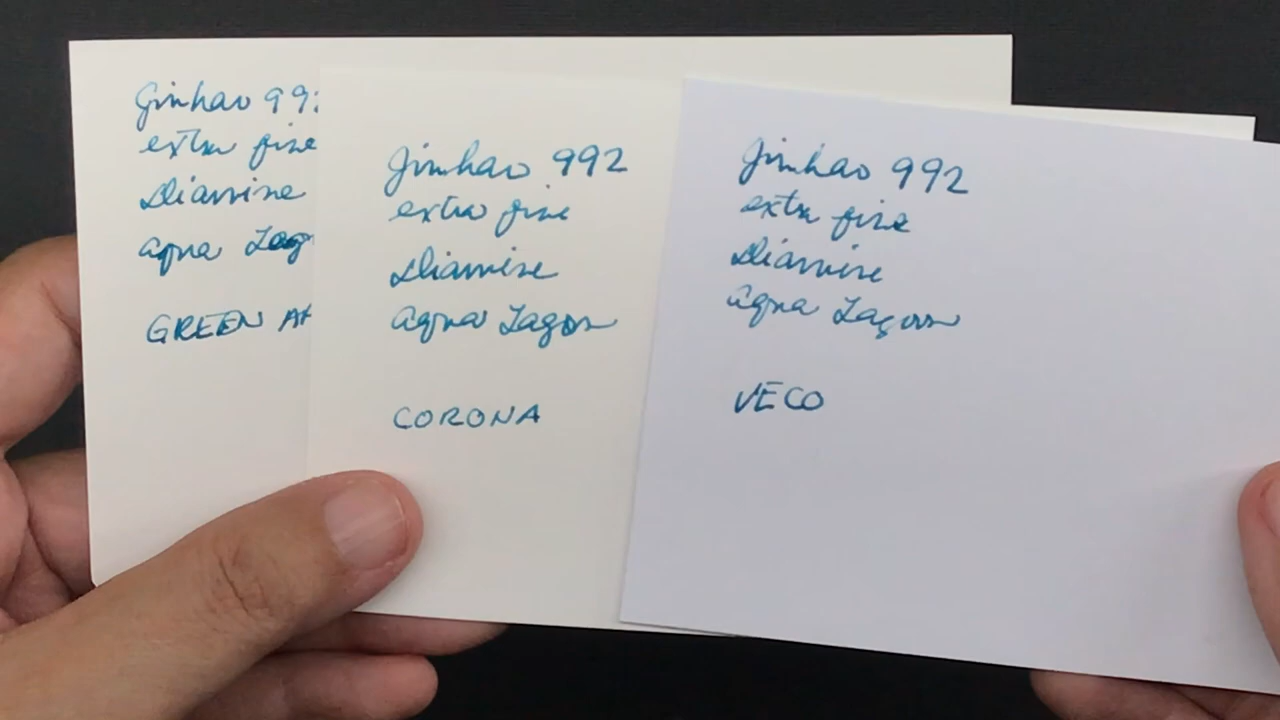 Jinhao 992
extra fine
Diamine
aqua Lag
GREEN
Jinhao 992
extra fine
Diamine
aqua Lagoon
CORONA
Jinhao 992
extra fine
Diamine
aqua Lagoon
VECO